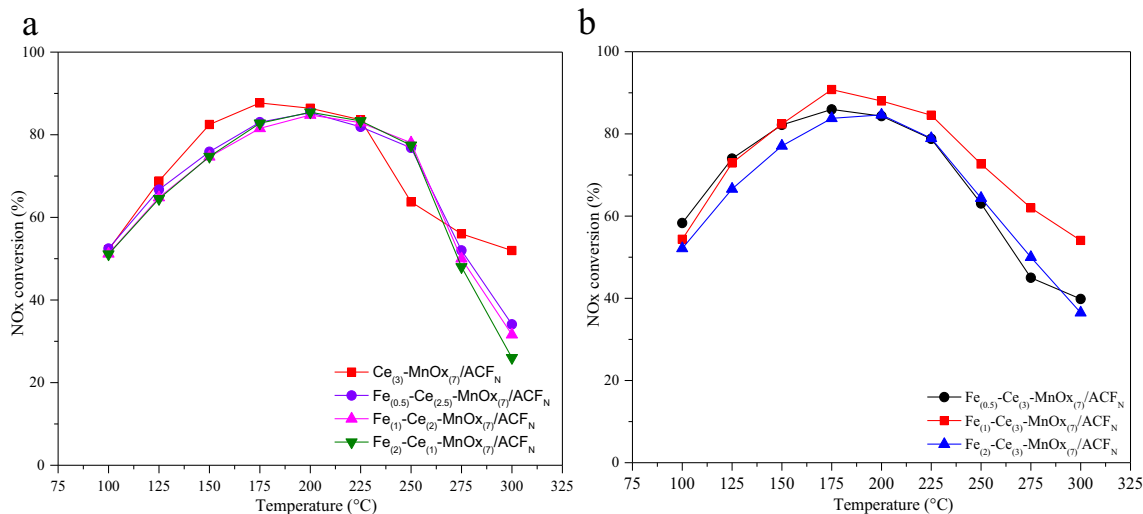 a
100
80
60
40
20
0
NOx conversion (%)
75 100 125 150 175 200 225 250 275 300 325
Temperature (°C)
Ce(3)-MnOx(7)/ACFN
Fe(0.5)-Ce(2.5)-MnOx(7)/ACFN
Fe(1)-Ce(2)-MnOx(7)/ACFN
Fe(2)-Ce(1)-MnOx(7)/ACFN
b
100
80
60
40
20
0
NOx conversion (%)
75 100 125 150 175 200 225 250 275 300 325
Temperature (°C)
Fe(0.5)-Ce(3)-MnOx(7)/ACFN
Fe(1)-Ce(3)-MnOx(7)/ACFN
Fe(2)-Ce(3)-MnOx(7)/ACFN